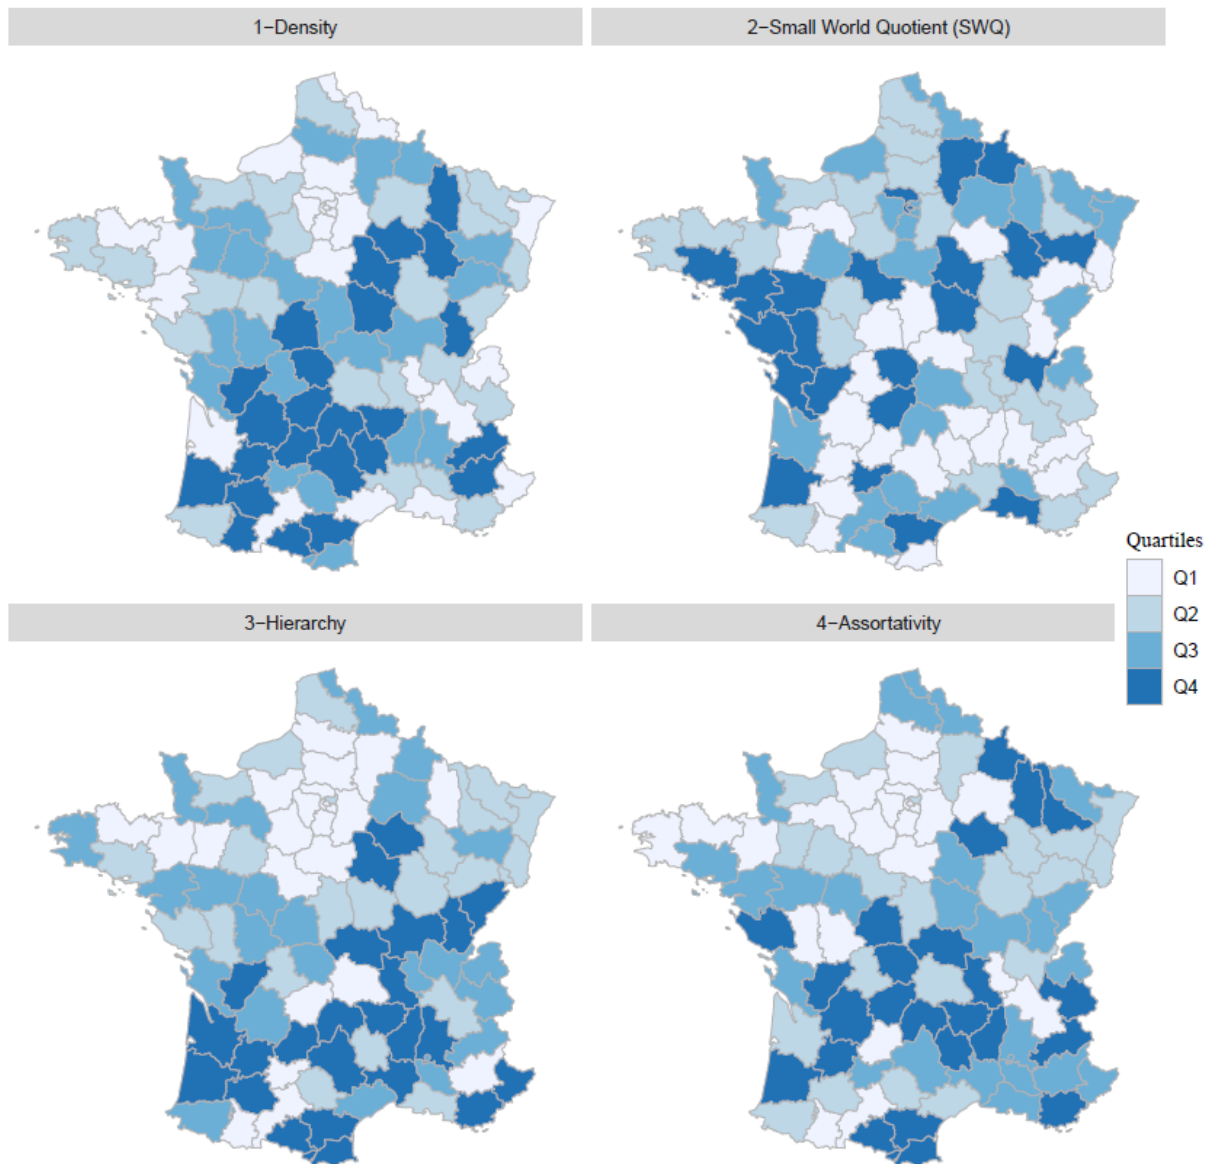 1−Density
2−Small World Quotient (SWQ)
Quartiles
Q1
Q2
Q3
Q4
3−Hierarchy
4−Assortativity